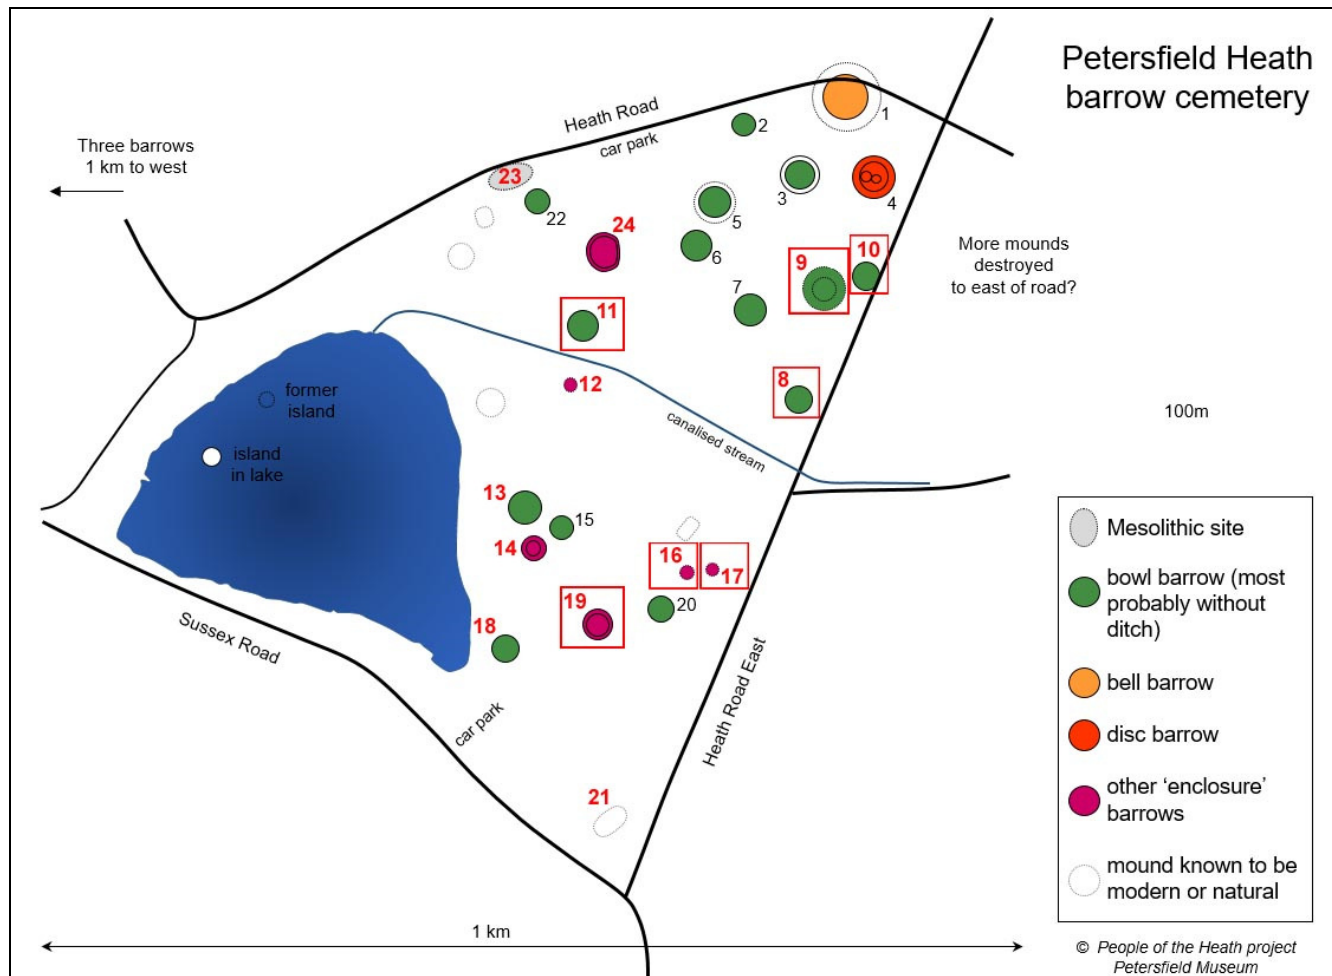 Petersfield Heath
barrow cemetery
Heath Road
car park
1
2
Three barrows
1 km to west
23
22
24
3
4
5
6
More mounds
destroyed
to east of road?
9
10
7
11
12
8
former
island
canalised stream
100m
island
in lake
13
15
14
16
17
19
20
18
Sussex Road
car park
Heath Road East
21
1 km
Mesolithic site
bowl barrow (most
probably without
ditch)
bell barrow
disc barrow
other ‘enclosure’
barrows
mound known to be
modern or natural
© People of the Heath project
Petersfield Museum